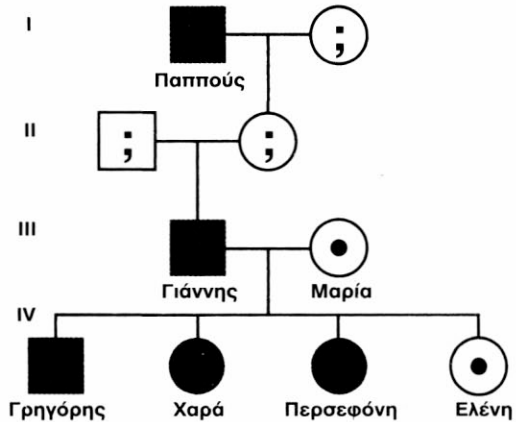 I
;
Παππούς
II
;
;
III
Γιάννης
Μαρία
IV
Γρηγόρης
Χαρά
Περσεφόνη
Ελένη